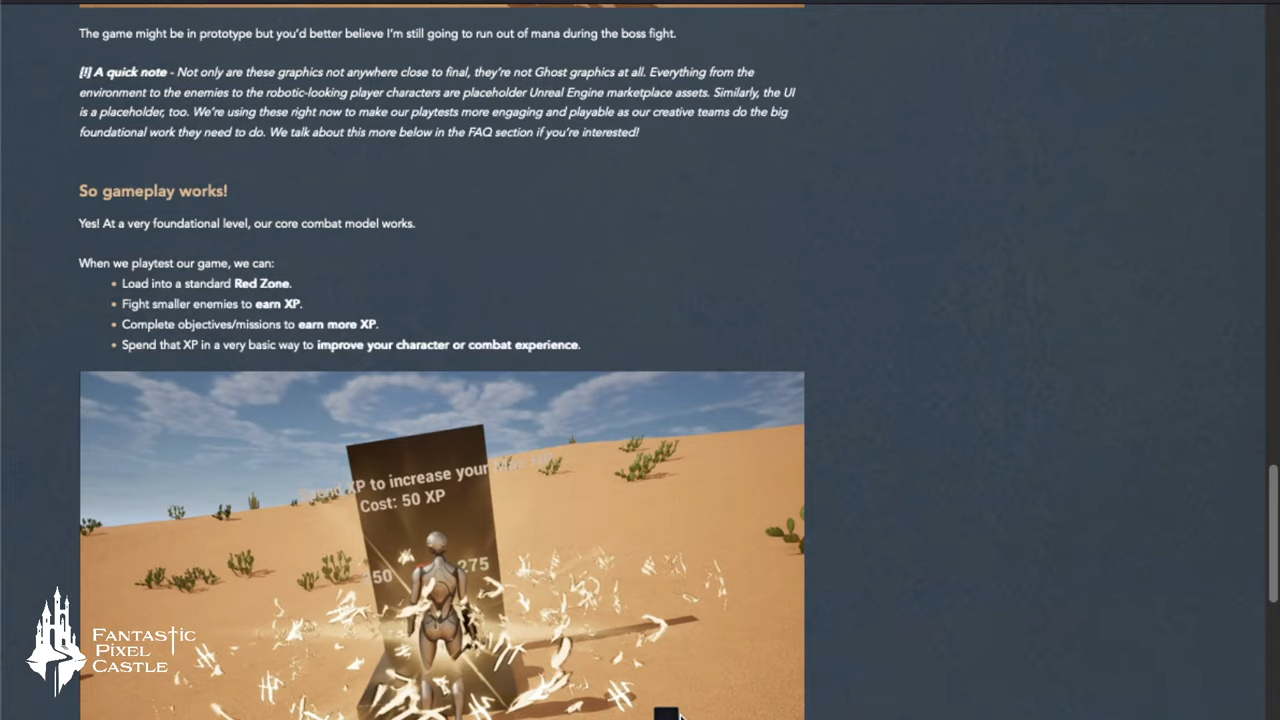 The game might be in prototype but you'd better believe I'm still going to run out of mana during the boss fight.
[!] A quick note - Not only are these graphics not anywhere close to final, they're not Ghost graphics at all. Everything from the
environment to the enemies to the robotic-looking player characters are placeholder Unreal Engine marketplace assets. Similarly, the UI
is a placeholder, too. We're using these right now to make our playtests more engaging and playable as our creative teams do the big
foundational work they need to do. We talk about this more below in the FAQ section if you're interested!
So gameplay works!
Yes! At a very foundational level, our core combat model works.
When we playtest our game, we can:
• Load into a standard Red Zone.
• Fight smaller enemies to earn XP.
• Complete objectives/missions to earn more XP.
• Spend that XP in a very basic way to improve your character or combat experience.
Spend XP to increase your
Cost: 50 XP
50 275
FANTASTIC
PIXEL
CASTLE